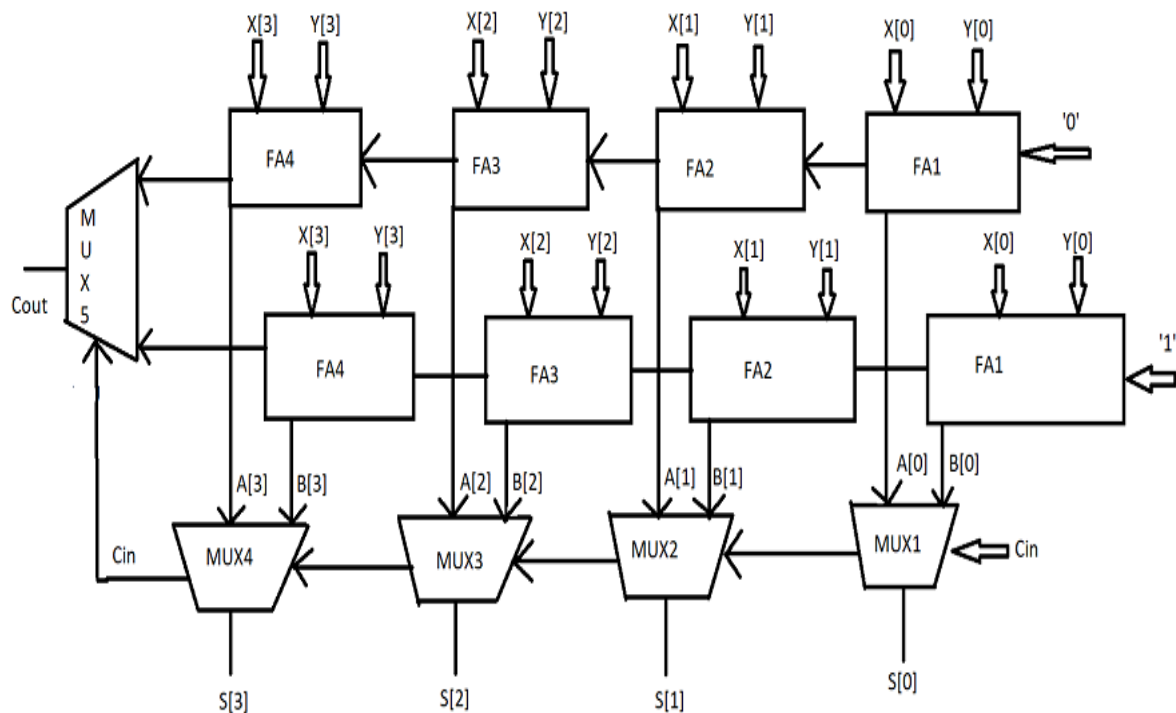 X[3] Y[3] X[2] Y[2] X[1] Y[1] X[0] Y[0]
'0'
FA4 FA3 FA2 FA1
M
U
X
5
X[3] Y[3] X[2] Y[2] X[1] Y[1] X[0] Y[0]
Cout
'1'
FA4 FA3 FA2 FA1
A[3] B[3] A[2] B[2] A[1] B[1] A[0] B[0]
Cin MUX4 MUX3 MUX2 MUX1 Cin
S[3] S[2] S[1] S[0]